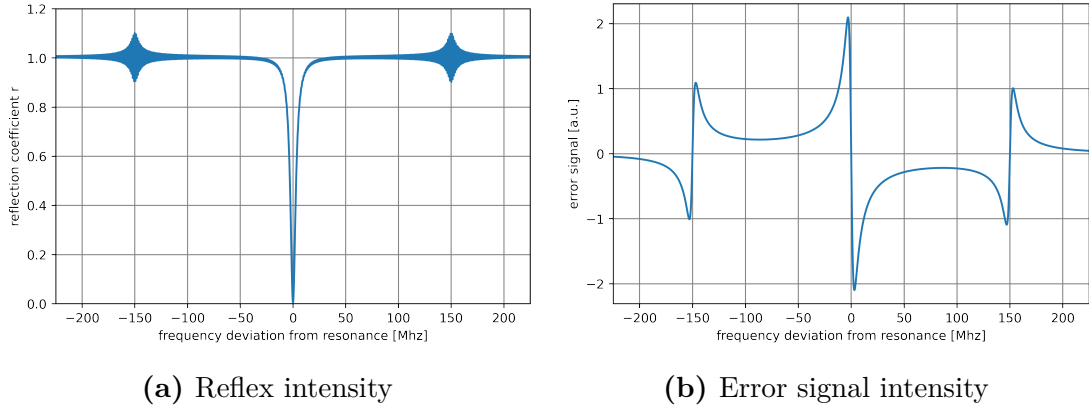 1.2
1.0
0.8
0.6
0.4
0.2
0.0
reflection coefficient r
−200 −150 −100 −50 0 50 100 150 200
frequency deviation from resonance [Mhz]
(a) Reflex intensity
2
1
0
−1
−2
error signal [a.u.]
−200 −150 −100 −50 0 50 100 150 200
frequency deviation from resonance [Mhz]
(b) Error signal intensity